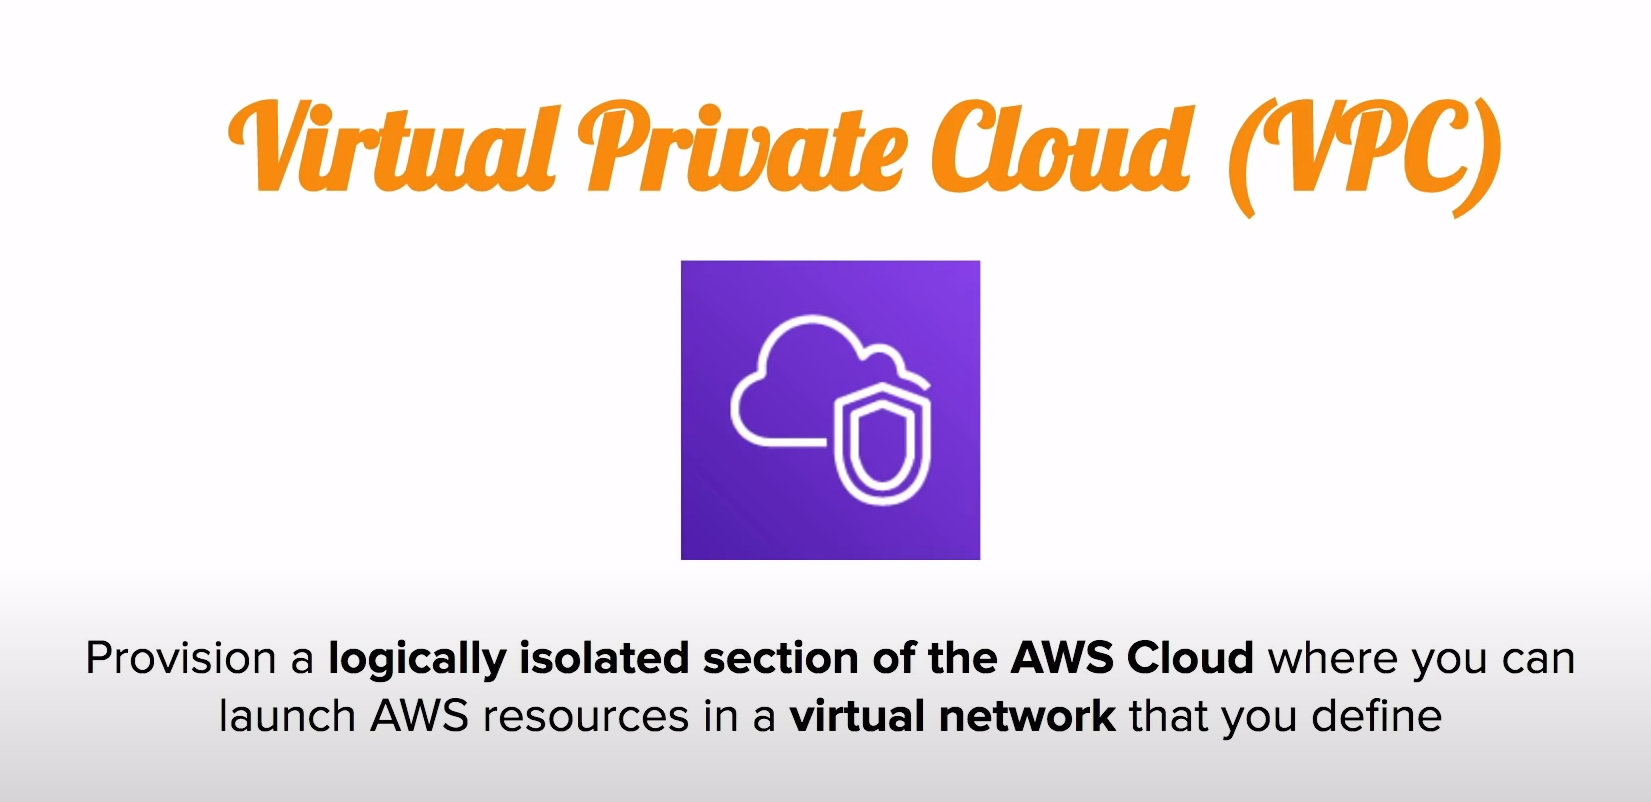 Virtual Private Cloud (VPC)
Provision a logically isolated section of the AWS Cloud where you can
launch AWS resources in a virtual network that you define